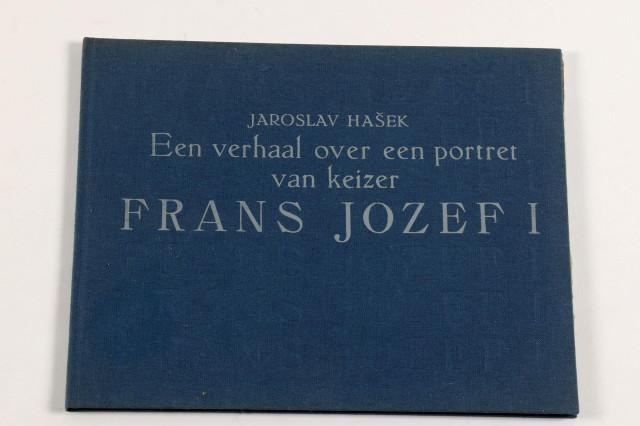 JAROSLAV HAŠEK
Een verhaal over een portret
van keizer
FRANS JOZEF I